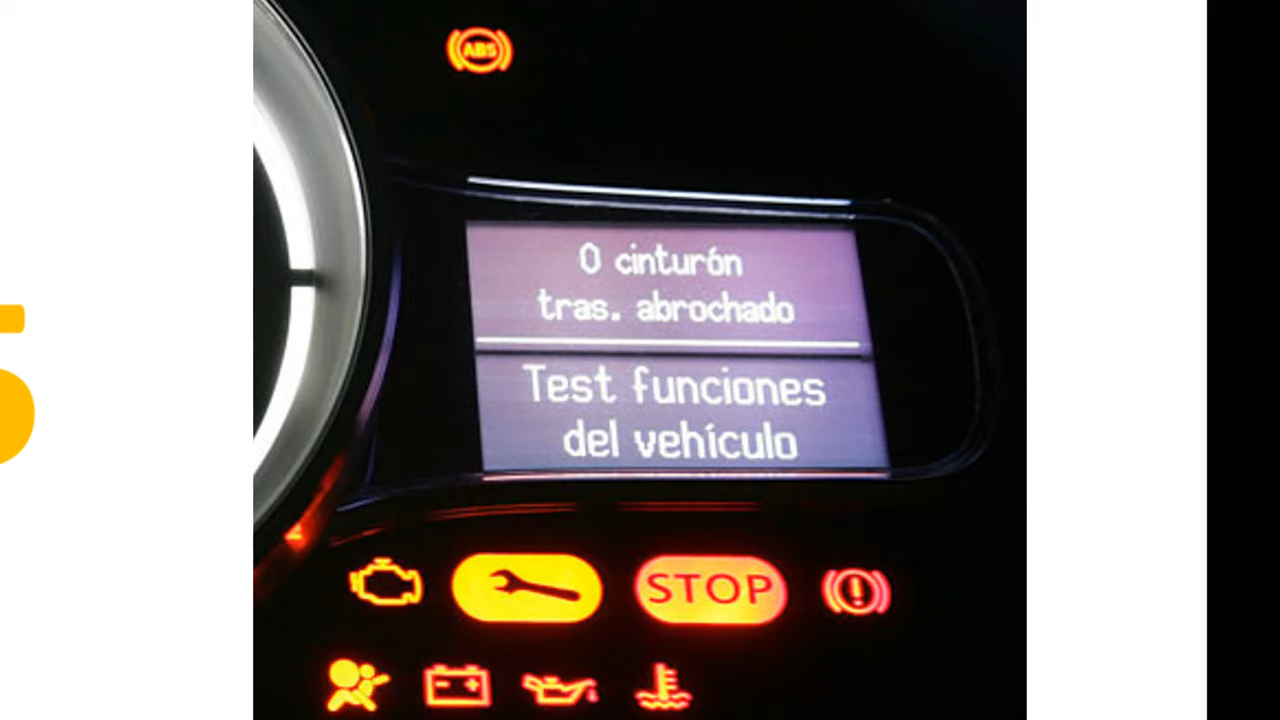 ABS
0 cinturón
tras. abrochado
Test funciones
del vehículo
STOP